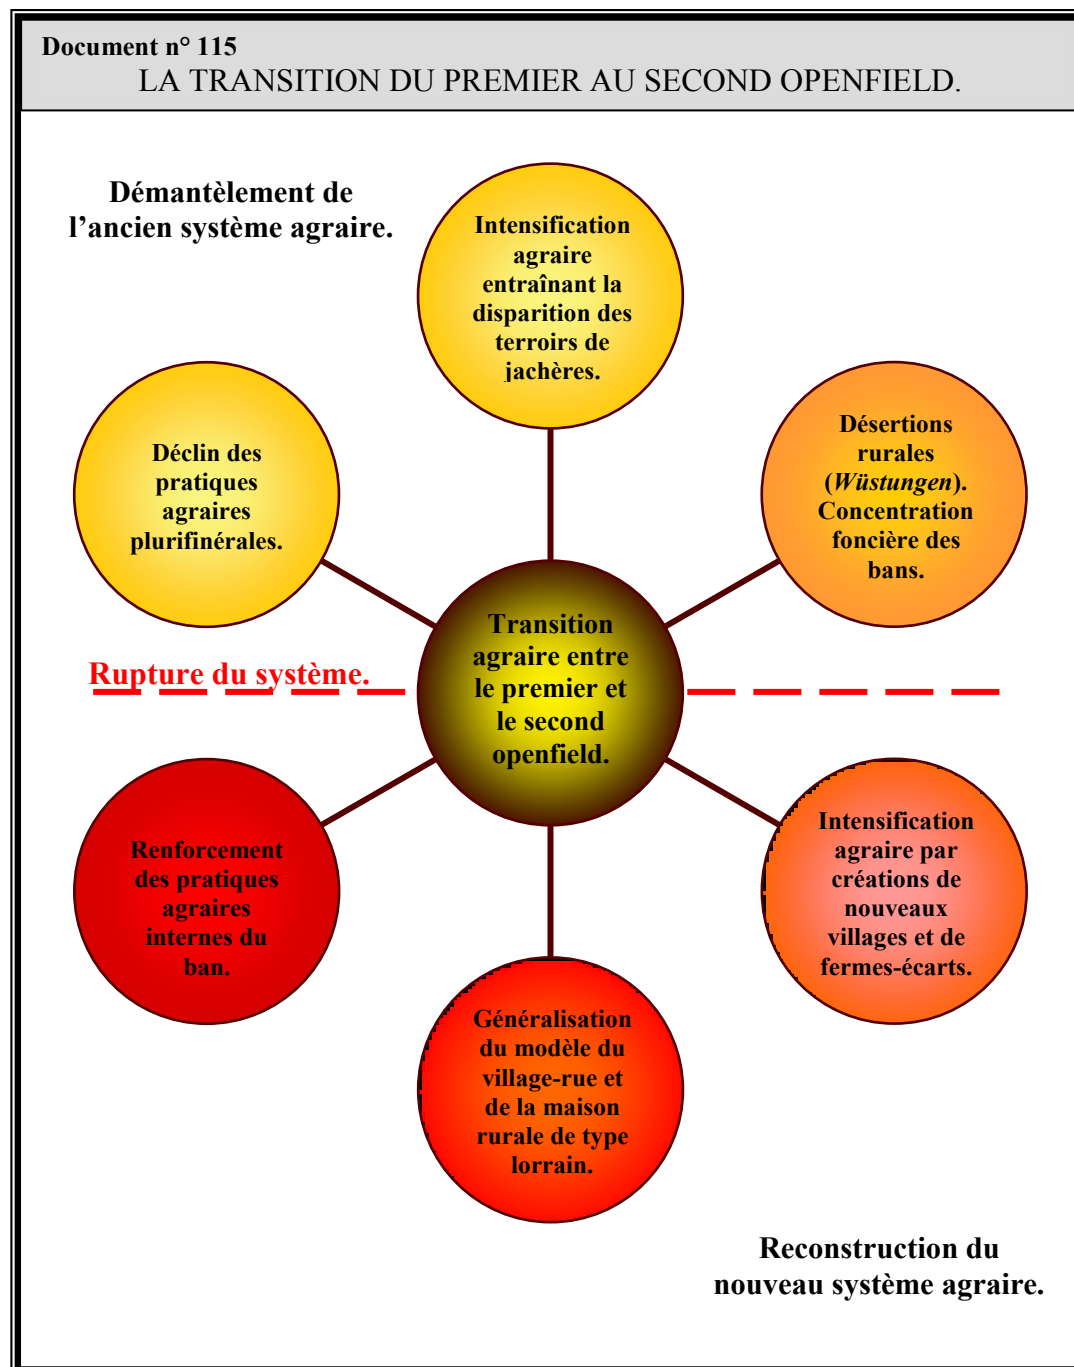 Document n° 115
LA TRANSITION DU PREMIER AU SECOND OPENFIELD.
Démantèlement de
l’ancien système agraire.
Intensification
agraire
entraînant la
disparition des
terroirs de
jachères.
Déclin des
pratiques
agraires
plurifinérales.
Désertions
rurales
(Wüstungen).
Concentration
foncière des
bans.
Transition
agraire entre
le premier et
le second
openfield.
Rupture du système.
Renforcement
des pratiques
agraires
internes du
ban.
Intensification
agraire par
créations de
nouveaux
villages et de
fermes-écarts.
Généralisation
du modèle du
village-rue et
de la maison
rurale de type
lorrain.
Reconstruction du
nouveau système agraire.